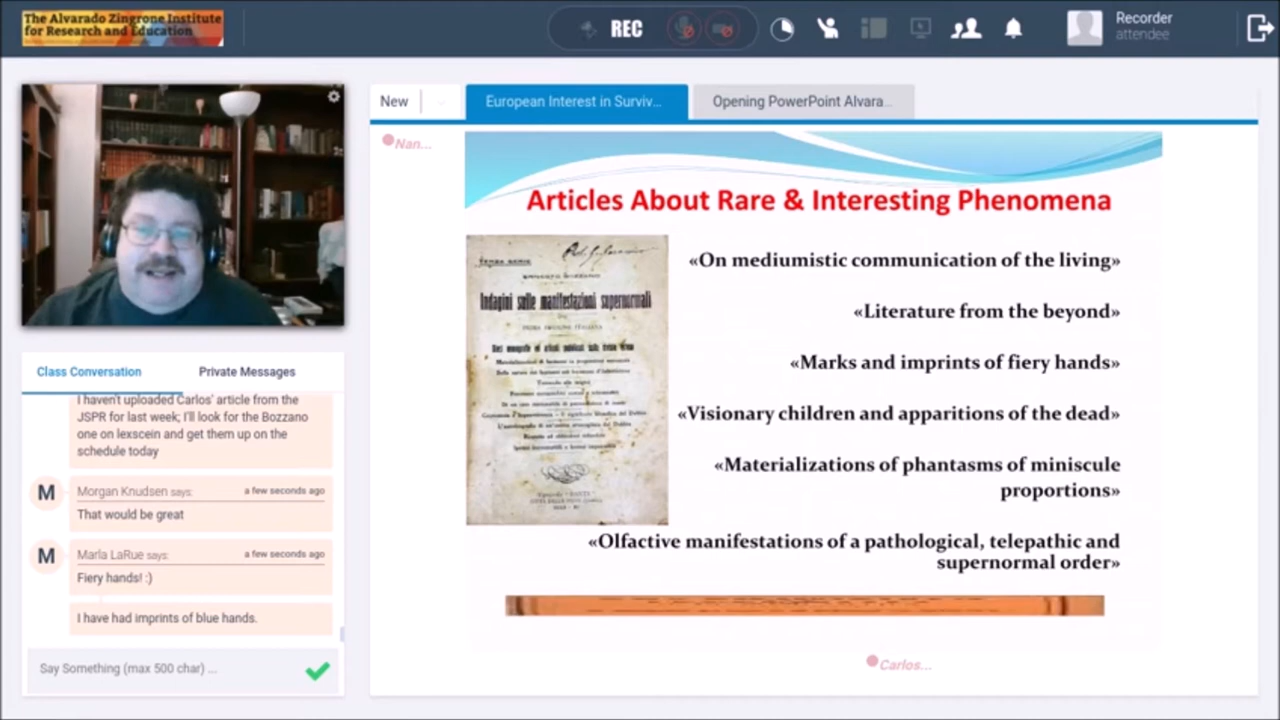 The Alvarado Zingrone Institute
for Research and Education
REC
Recorder
attendee
New
European Interest in Surviv...
Opening PowerPoint Alvara...
Nan...
Articles About Rare & Interesting Phenomena
Indagini sulle manifestazioni supernormali
«On mediumistic communication of the living»
«Literature from the beyond»
«Marks and imprints of fiery hands»
«Visionary children and apparitions of the dead»
«Materializations of phantasms of miniscule
proportions»
«Olfactive manifestations of a pathological, telepathic and
supernormal order»
Carlos...
Class Conversation
Private Messages
I haven't uploaded Carlos' article from the
JSPR for last week; I'll look for the Bozzano
one on lexscein and get them up on the
schedule today
M
Morgan Knudsen says:
a few seconds ago
That would be great
M
Marla LaRue says:
a few seconds ago
Fiery hands! :)
I have had imprints of blue hands.
Say Something (max 500 char) ...